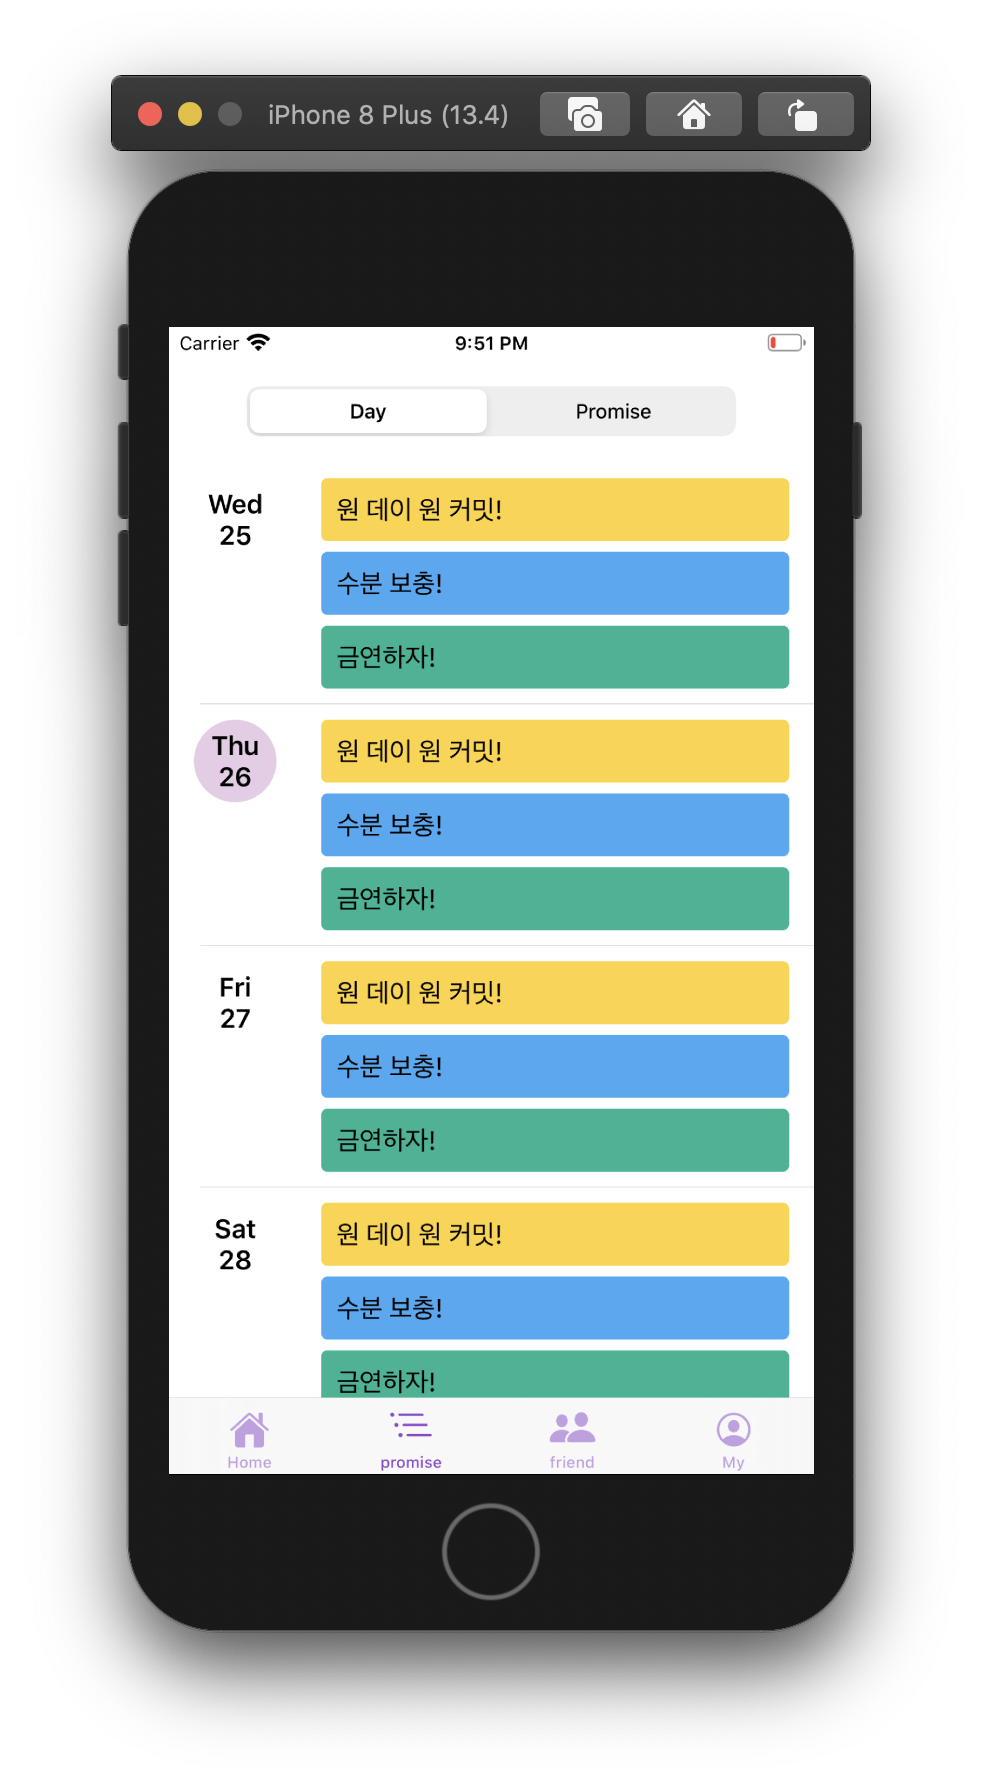 iPhone 8 Plus (13.4)
Carrier 9:51 PM
Day Promise
Wed
25
원 데이 원 커밋!
수분 보충!
금연하자!
Thu
26
원 데이 원 커밋!
수분 보충!
금연하자!
Fri
27
원 데이 원 커밋!
수분 보충!
금연하자!
Sat
28
원 데이 원 커밋!
수분 보충!
금연하자!
Home promise friend My